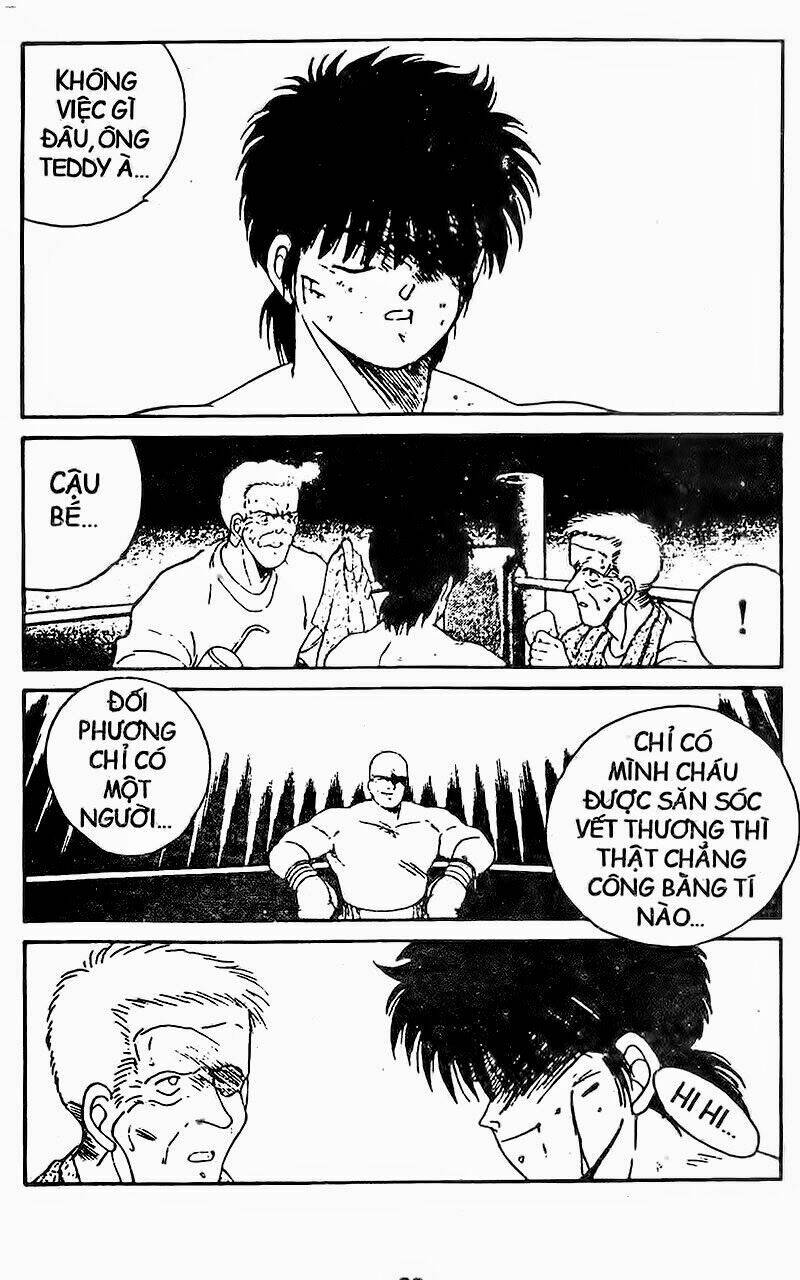 KHÔNG
VIỆC GÌ
ĐÂU, ÔNG
TEDDY À...
CẬU
BÉ...
!
ĐỐI
PHƯƠNG
CHỈ CÓ
MỘT
NGƯỜI...
CHỈ CÓ
MÌNH CHÁU
ĐƯỢC SĂN SÓC
VẾT THƯƠNG THÌ
THẬT CHẲNG
CÔNG BẰNG TÍ
NÀO...
HI HI...